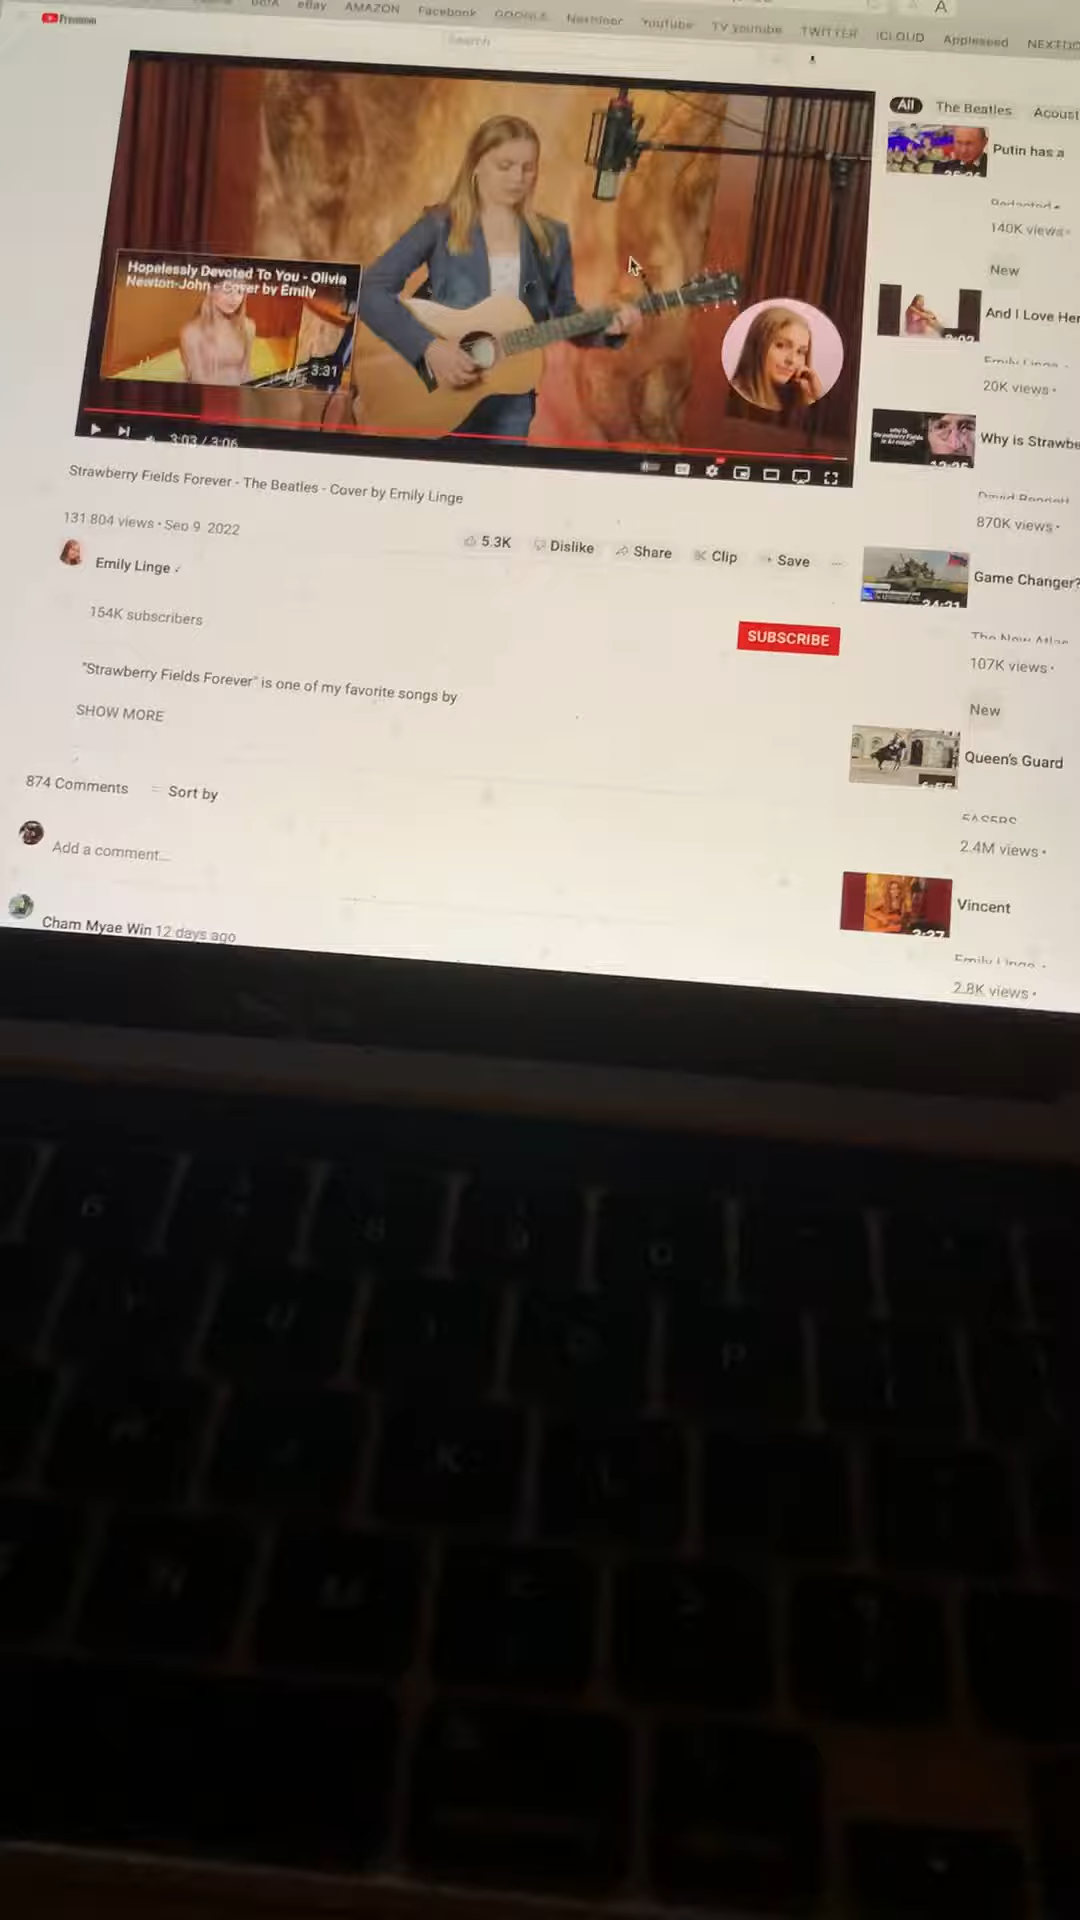 Premium
eBay AMAZON Facebook GOOGLE Nextdoor YouTube TV youtube TWITTER iCLOUD Appleseed
A
Search
All The Beatles
Hopelessly Devoted To You - Olivia
Newton-John - Cover by Emily
3:31
3:03 / 3:06
Strawberry Fields Forever - The Beatles - Cover by Emily Linge
131,804 views • Sep 9, 2022
5.3K Dislike Share Clip Save ...
Emily Linge
154K subscribers
SUBSCRIBE
"Strawberry Fields Forever" is one of my favorite songs by
SHOW MORE
874 Comments Sort by
Add a comment...
Cham Myae Win 12 days ago
Putin has a
Redacted •
140K views •
New
And I Love Her
Emily Linge •
20K views •
Why is Strawbe
David Bennett
870K views •
Game Changer?
The New Atlas
107K views •
New
Queen's Guard
2.4M views •
Vincent
Emily Linge •
2.8K views •
8
O
P
K
N
M